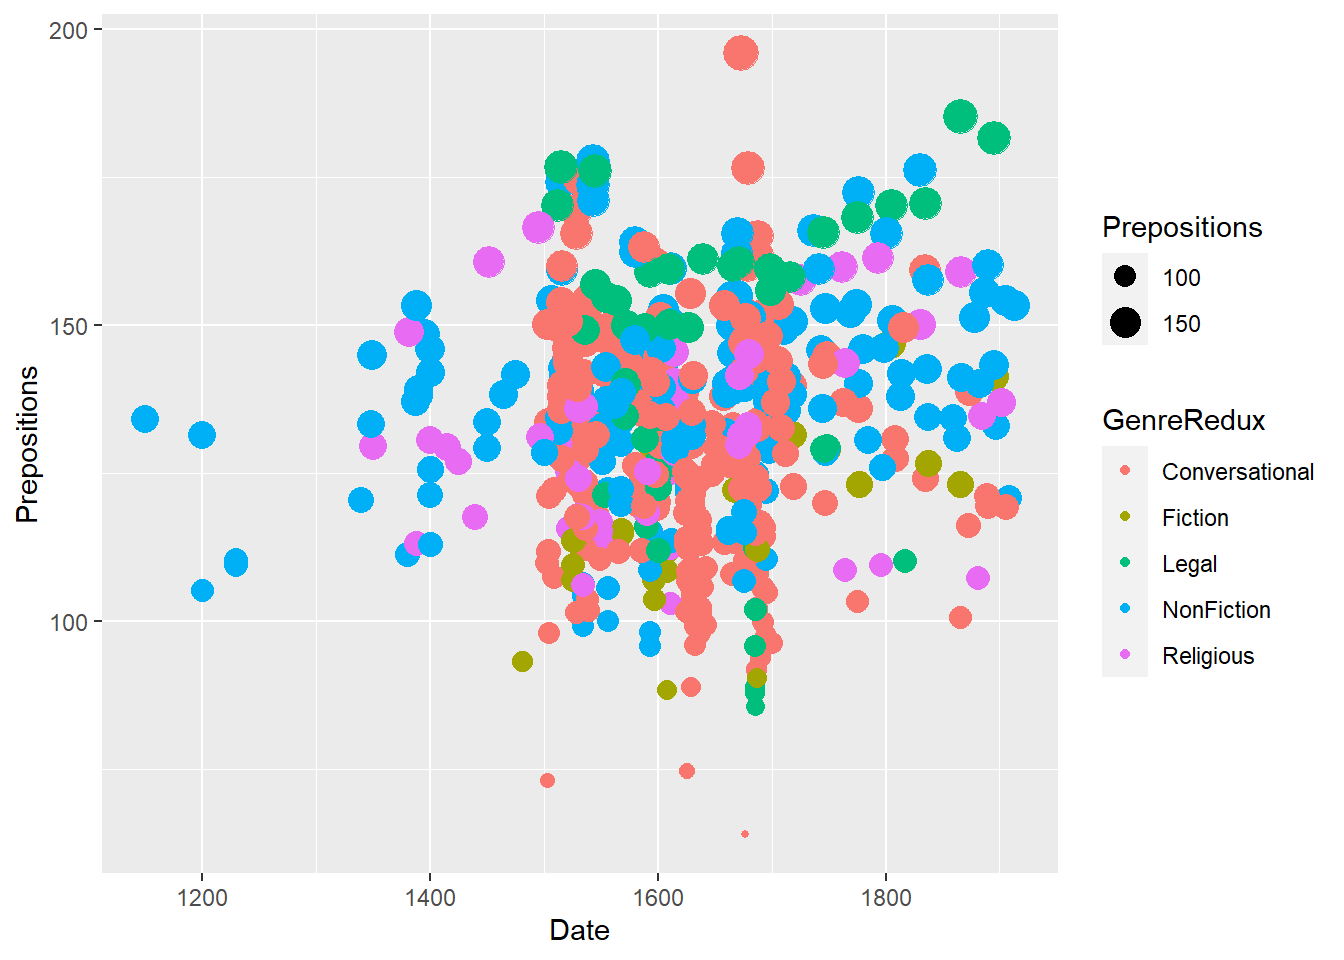 200
150
100
Prepositions
1200
1400
1600
1800
Date
Prepositions
100
150
GenreRedux
Conversational
Fiction
Legal
NonFiction
Religious